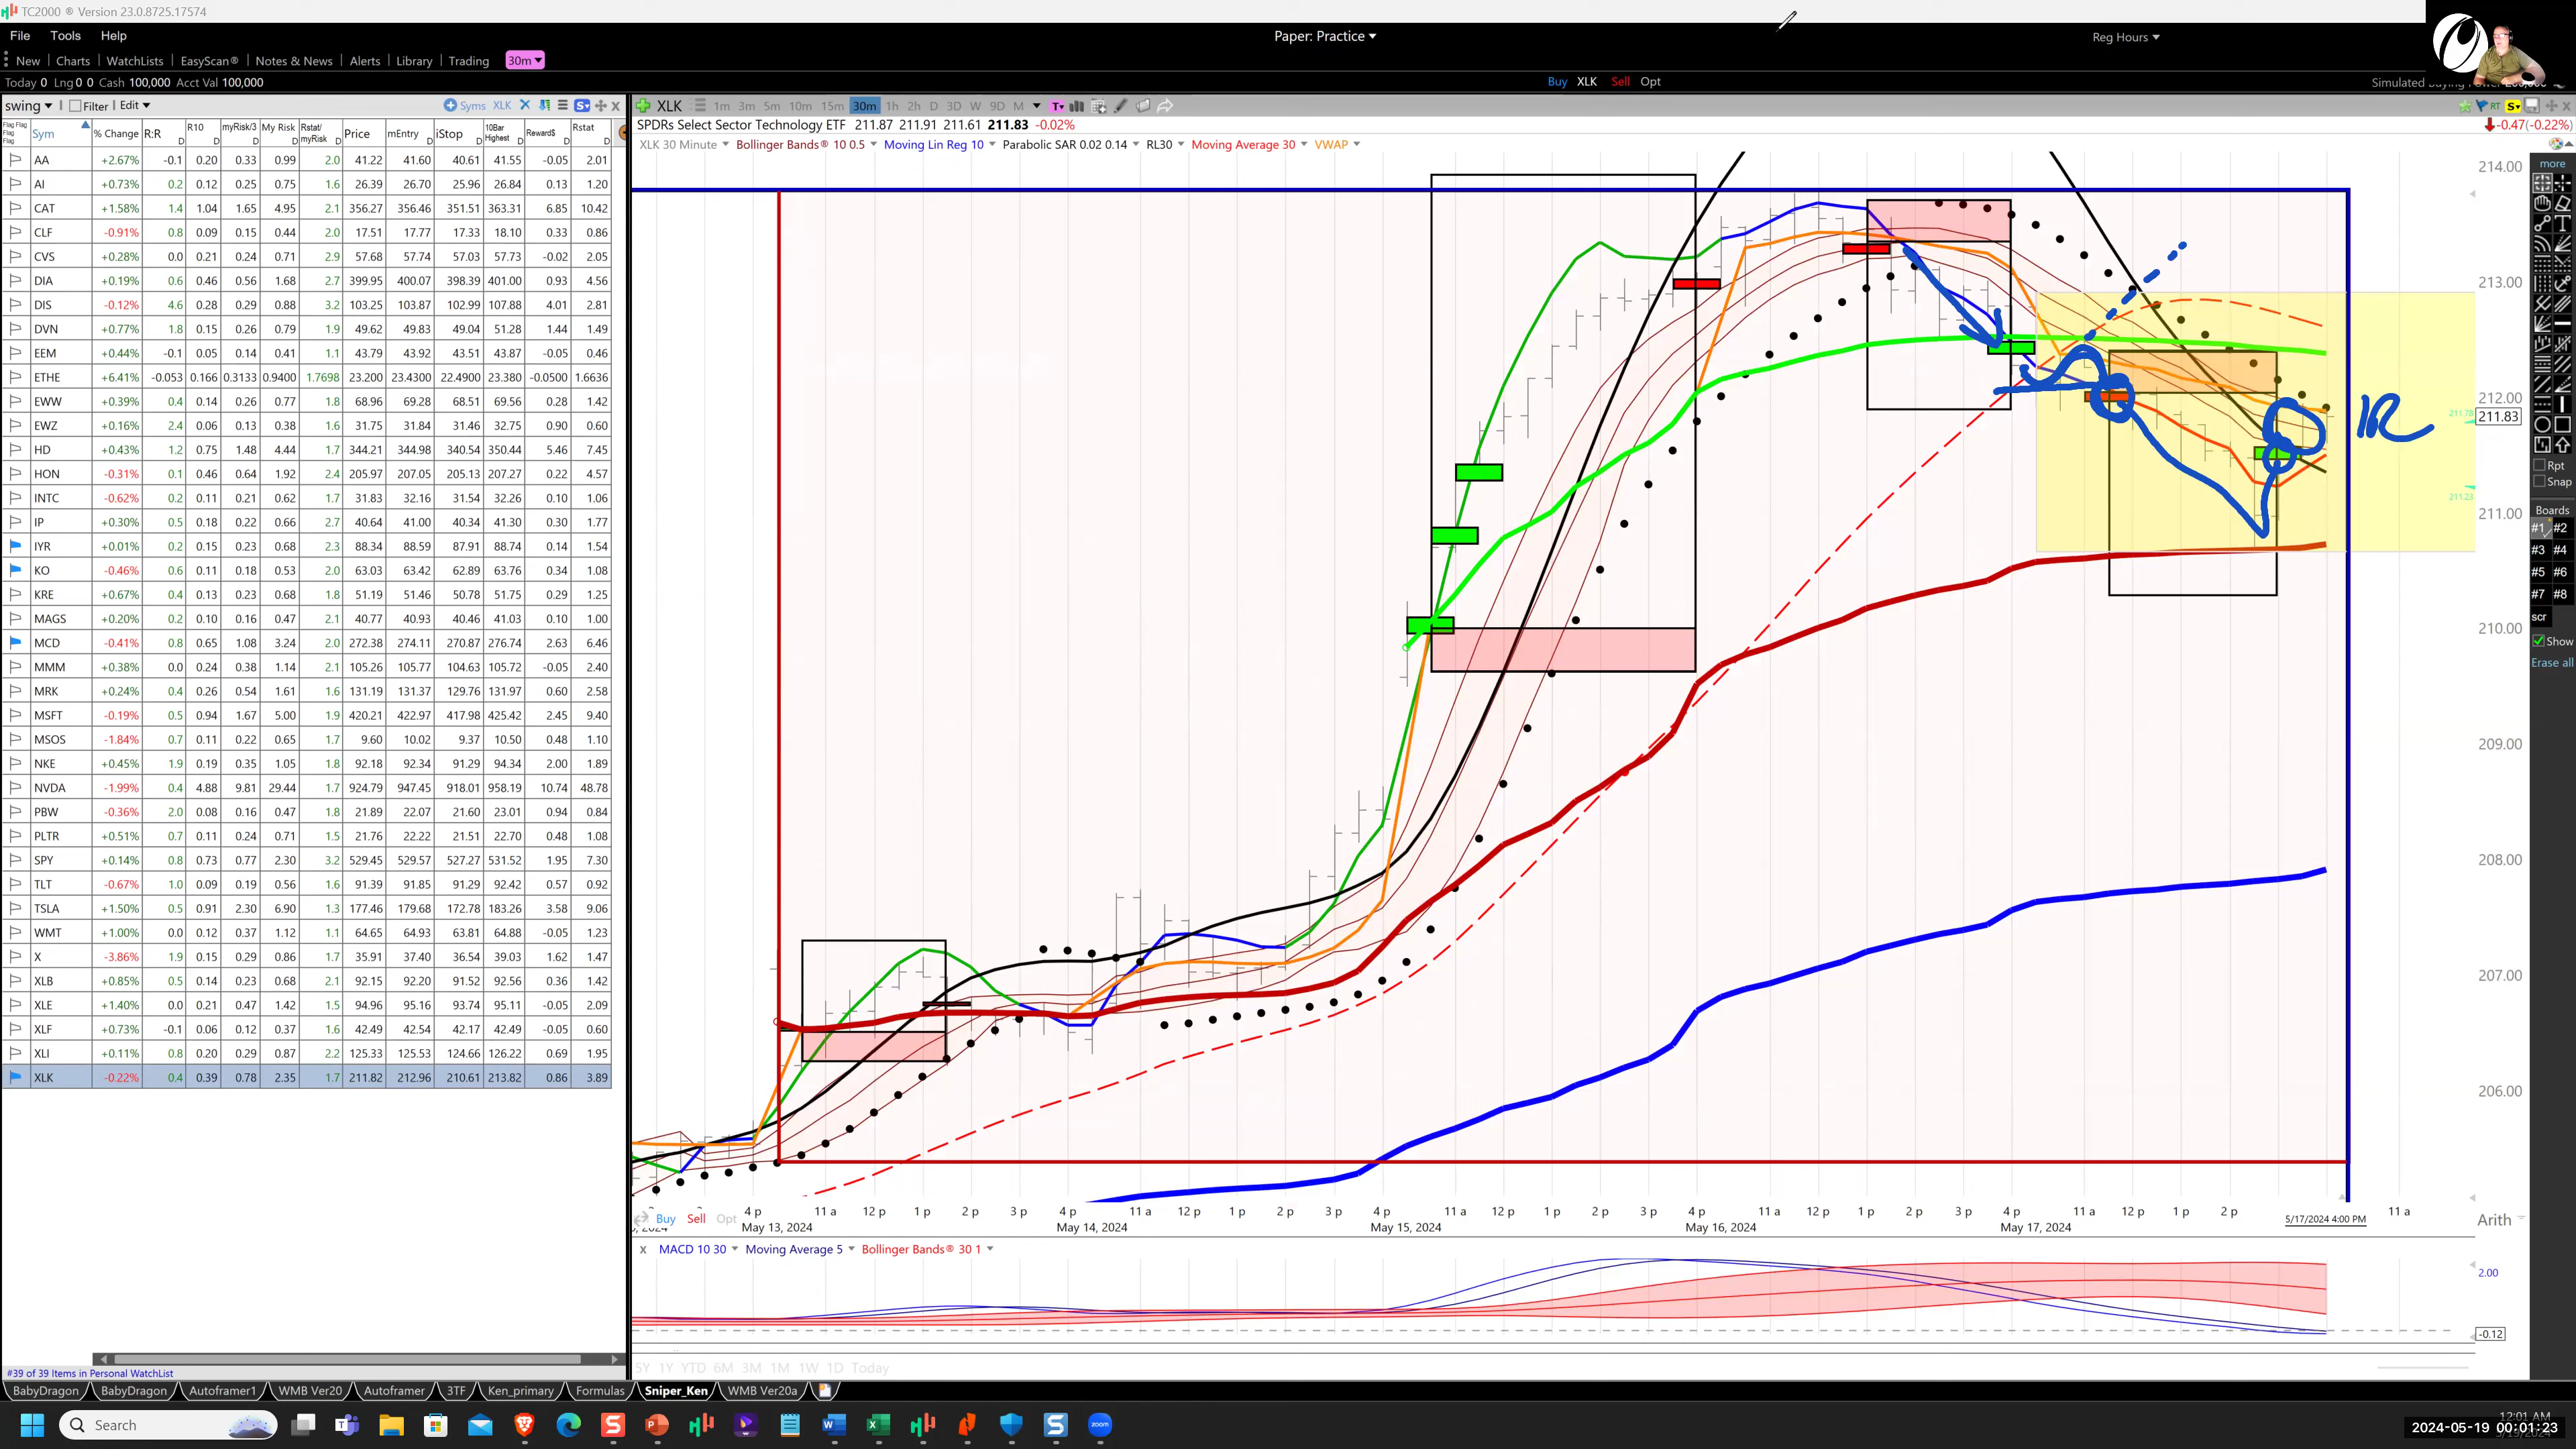 TC2000 ® Version 23.0.8725.17574
File Tools Help
Paper: Practice
Reg Hours
New Charts WatchLists EasyScan® Notes & News Alerts Library Trading 30m
Today 0 Lng 0 0 Cash 100,000 Acct Val 100,000
Buy XLK Sell Opt
swing Filter Edit Syms XLK
XLK 1m 3m 5m 10m 15m 30m 1h 2h D 3D W 9D M
SPDRs Select Sector Technology ETF 211.87 211.91 211.61 211.83 -0.02%
-0.47(-0.22%)
XLK 30 Minute Bollinger Bands® 10 0.5 Moving Lin Reg 10 Parabolic SAR 0.02 0.14 RL30 Moving Average 30 VWAP
Sym % Change R:R R10 myRisk/3 My Risk Rstat/myRisk Price mEntry iStop 10Bar Highest Reward$ Rstat
AA +2.67% -0.1 0.20 0.33 0.99 2.0 41.22 41.60 40.61 41.55 -0.05 2.01
AI +0.73% 0.2 0.12 0.25 0.75 1.6 26.39 26.70 25.96 26.84 0.13 1.20
CAT +1.58% 1.4 1.04 1.65 4.95 2.1 356.27 356.46 351.51 363.31 6.85 10.42
CLF -0.91% 0.8 0.09 0.15 0.44 2.0 17.51 17.77 17.33 18.10 0.33 0.86
CVS +0.28% 0.0 0.21 0.24 0.71 2.9 57.68 57.74 57.03 57.73 -0.02 2.05
DIA +0.19% 0.6 0.46 0.56 1.68 2.7 399.95 400.07 398.39 401.00 0.93 4.56
DIS -0.12% 4.6 0.28 0.29 0.88 3.2 103.25 103.87 102.99 107.88 4.01 2.81
DVN +0.77% 1.8 0.15 0.26 0.79 1.9 49.62 49.83 49.04 51.28 1.44 1.49
EEM +0.44% -0.1 0.05 0.14 0.41 1.1 43.79 43.92 43.51 43.87 -0.05 0.46
ETHE +6.41% -0.053 0.166 0.3133 0.9400 1.7698 23.200 23.4300 22.4900 23.380 -0.0500 1.6636
EWW +0.39% 0.4 0.14 0.26 0.77 1.8 68.96 69.28 68.51 69.56 0.28 1.42
EWZ +0.16% 2.4 0.06 0.13 0.38 1.6 31.75 31.84 31.46 32.75 0.90 0.60
HD +0.43% 1.2 0.75 1.48 4.44 1.7 344.21 344.98 340.54 350.44 5.46 7.45
HON -0.31% 0.1 0.46 0.64 1.92 2.4 205.97 207.05 205.13 207.27 0.22 4.57
INTC -0.62% 0.2 0.11 0.21 0.62 1.7 31.83 32.16 31.54 32.26 0.10 1.06
IP +0.30% 0.5 0.18 0.22 0.66 2.7 40.64 41.00 40.34 41.30 0.30 1.77
IYR +0.01% 0.2 0.15 0.23 0.68 2.3 88.34 88.59 87.91 88.74 0.14 1.54
KO -0.46% 0.6 0.11 0.18 0.53 2.0 63.03 63.42 62.89 63.76 0.34 1.08
KRE +0.67% 0.4 0.13 0.23 0.68 1.8 51.19 51.46 50.78 51.75 0.29 1.25
MAGS +0.20% 0.2 0.10 0.16 0.47 2.1 40.77 40.93 40.46 41.03 0.10 1.00
MCD -0.41% 0.8 0.65 1.08 3.24 2.0 272.38 274.11 270.87 276.74 2.63 6.46
MMM +0.38% 0.0 0.24 0.38 1.14 2.1 105.26 105.77 104.63 105.72 -0.05 2.40
MRK +0.24% 0.4 0.26 0.54 1.61 1.6 131.19 131.37 129.76 131.97 0.60 2.58
MSFT -0.19% 0.5 0.94 1.67 5.00 1.9 420.21 422.97 417.98 425.42 2.45 9.40
MSOS -1.84% 0.7 0.11 0.22 0.65 1.7 9.60 10.02 9.37 10.50 0.48 1.10
NKE +0.45% 1.9 0.19 0.35 1.05 1.8 92.18 92.34 91.29 94.34 2.00 1.89
NVDA -1.99% 0.4 4.88 9.81 29.44 1.7 924.79 947.45 918.01 958.19 10.74 48.78
PBW -0.36% 2.0 0.08 0.16 0.47 1.8 21.89 22.07 21.60 23.01 0.94 0.84
PLTR +0.51% 0.7 0.11 0.24 0.71 1.5 21.76 22.22 21.51 22.70 0.48 1.08
SPY +0.14% 0.8 0.73 0.77 2.30 3.2 529.45 529.57 527.27 531.52 1.95 7.30
TLT -0.67% 1.0 0.09 0.19 0.56 1.6 91.39 91.85 91.29 92.42 0.57 0.92
TSLA +1.50% 0.5 0.91 2.30 6.90 1.3 177.46 179.68 172.78 183.26 3.58 9.06
WMT +1.00% 0.0 0.12 0.37 1.12 1.1 64.65 64.93 63.81 64.88 -0.05 1.23
X -3.86% 1.9 0.15 0.29 0.86 1.7 35.91 37.40 36.54 39.03 1.62 1.47
XLB +0.85% 0.5 0.14 0.23 0.68 2.1 92.15 92.20 91.52 92.56 0.36 1.42
XLE +1.40% 0.0 0.21 0.47 1.42 1.5 94.96 95.16 93.74 95.11 -0.05 2.09
XLF +0.73% -0.1 0.06 0.12 0.37 1.6 42.49 42.54 42.17 42.49 -0.05 0.60
XLI +0.11% 0.8 0.20 0.29 0.87 2.2 125.33 125.53 124.66 126.22 0.69 1.95
XLK -0.22% 0.4 0.39 0.78 2.35 1.7 211.82 212.96 210.61 213.82 0.86 3.89
#39 of 39 Items in Personal WatchList
214.00
213.00
212.00
211.78
211.83
211.23
211.00
210.00
209.00
208.00
207.00
206.00
1R
more
Rpt
Snap
Boards
#1 #2
#3 #4
#5 #6
#7 #8
scr
Show
Erase all
4 p 11 a 12 p 1 p 2 p 3 p 4 p 11 a 12 p 1 p 2 p 3 p 4 p 11 a 12 p 1 p 2 p 3 p 4 p 11 a 12 p 1 p 2 p 3 p 4 p 11 a 12 p 1 p 2 p 11 a
May 13, 2024 May 14, 2024 May 15, 2024 May 16, 2024 May 17, 2024 5/17/2024 4:00 PM
Buy Sell Opt
Arith
MACD 10 30 Moving Average 5 Bollinger Bands® 30 1
2.00
-0.12
5Y 1Y YTD 6M 3M 1M 1W 1D Today
BabyDragon BabyDragon Autoframer1 WMB Ver20 Autoframer 3TF Ken_primary Formulas Sniper_Ken WMB Ver20a
Search
zoom
12:01 AM
2024-05-19 00:01:23